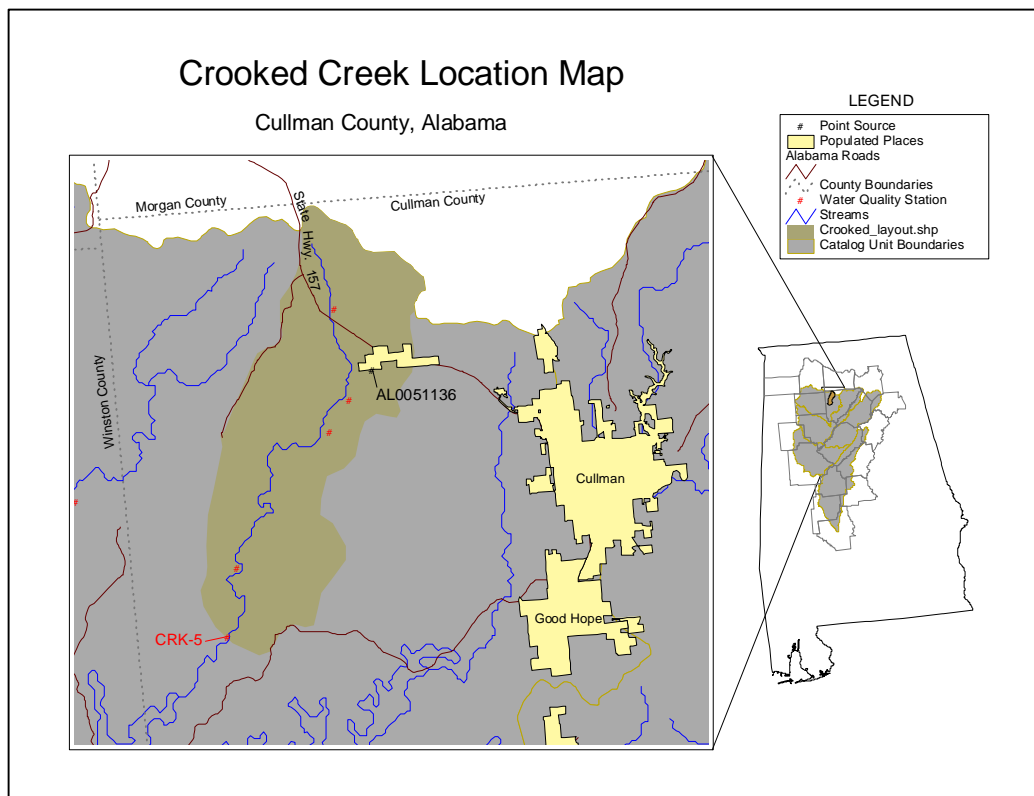 Crooked Creek Location Map
Cullman County, Alabama
LEGEND
# Point Source
Populated Places
Alabama Roads
County Boundaries
# Water Quality Station
Streams
Crooked_layout.shp
Catalog Unit Boundaries
Morgan County
State Hwy. 157
Cullman County
Winston County
#
#
AL0051136
#
#
Cullman
#
#
Good Hope
CRK-5 #